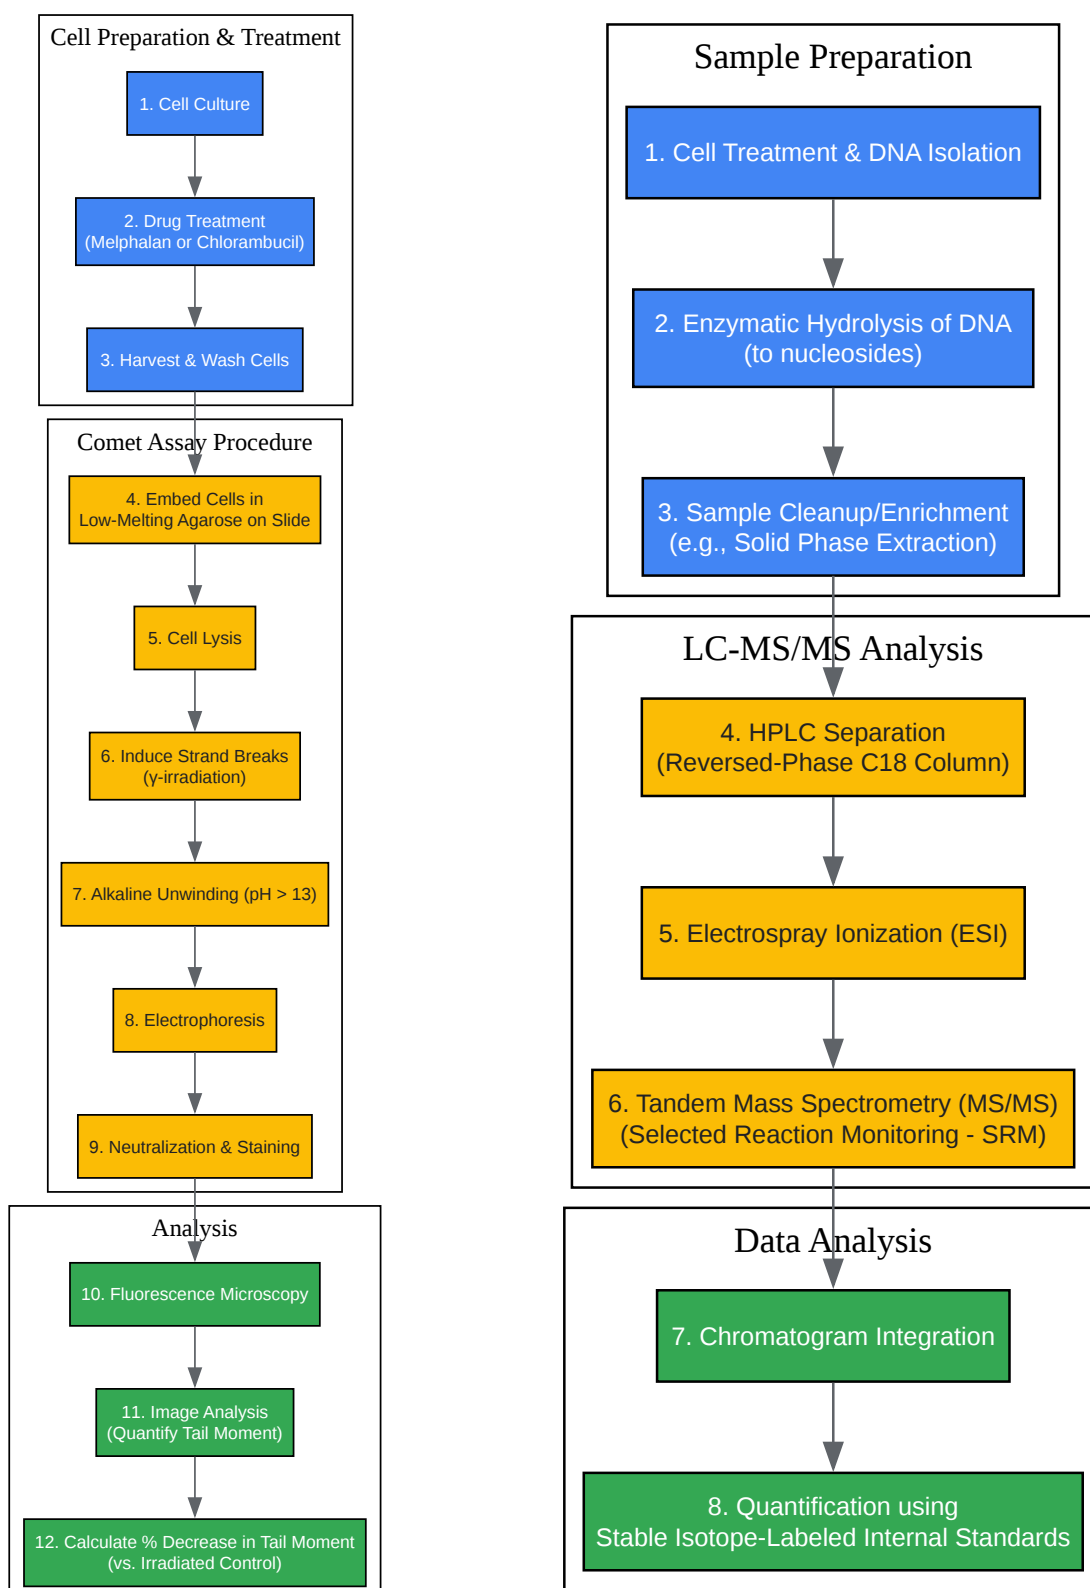 Cell Preparation & Treatment
1. Cell Culture
2. Drug Treatment
(Melphalan or Chlorambucil)
3. Harvest & Wash Cells
Comet Assay Procedure
4. Embed Cells in
Low-Melting Agarose on Slide
5. Cell Lysis
6. Induce Strand Breaks
(γ-irradiation)
7. Alkaline Unwinding (pH > 13)
8. Electrophoresis
9. Neutralization & Staining
Analysis
10. Fluorescence Microscopy
11. Image Analysis
(Quantify Tail Moment)
12. Calculate % Decrease in Tail Moment
(vs. Irradiated Control)
Sample Preparation
1. Cell Treatment & DNA Isolation
2. Enzymatic Hydrolysis of DNA
(to nucleosides)
3. Sample Cleanup/Enrichment
(e.g., Solid Phase Extraction)
LC-MS/MS Analysis
4. HPLC Separation
(Reversed-Phase C18 Column)
5. Electrospray Ionization (ESI)
6. Tandem Mass Spectrometry (MS/MS)
(Selected Reaction Monitoring - SRM)
Data Analysis
7. Chromatogram Integration
8. Quantification using
Stable Isotope-Labeled Internal Standards